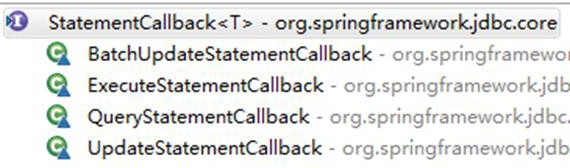 StatementCallback<T> - org.springframework.jdbc.core
BatchUpdateStatementCallback - org.springframewor
ExecuteStatementCallback - org.springframework.jdb
QueryStatementCallback - org.springframework.jdbc.
UpdateStatementCallback - org.springframework.jdb